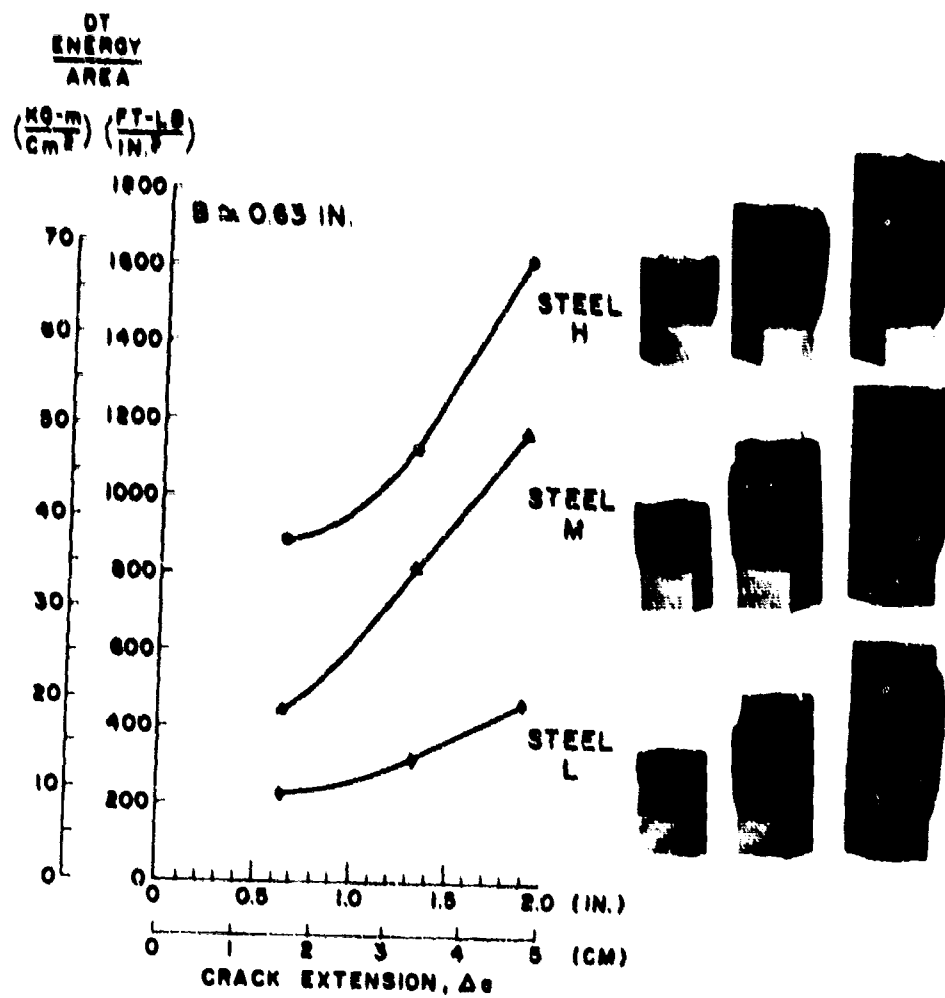 DT
ENERGY
AREA
(KG-m (FT-LB
Cm²) IN.²)
1800
B ≈ 0.63 IN.
70
1600
STEEL
H
60
1400
50
1200
1000
STEEL
M
40
800
30
600
20
400
STEEL
L
10
200
0
0
0 0.5 1.0 1.5 2.0 (IN.)
0 1 2 3 4 5 (CM)
CRACK EXTENSION, Δa